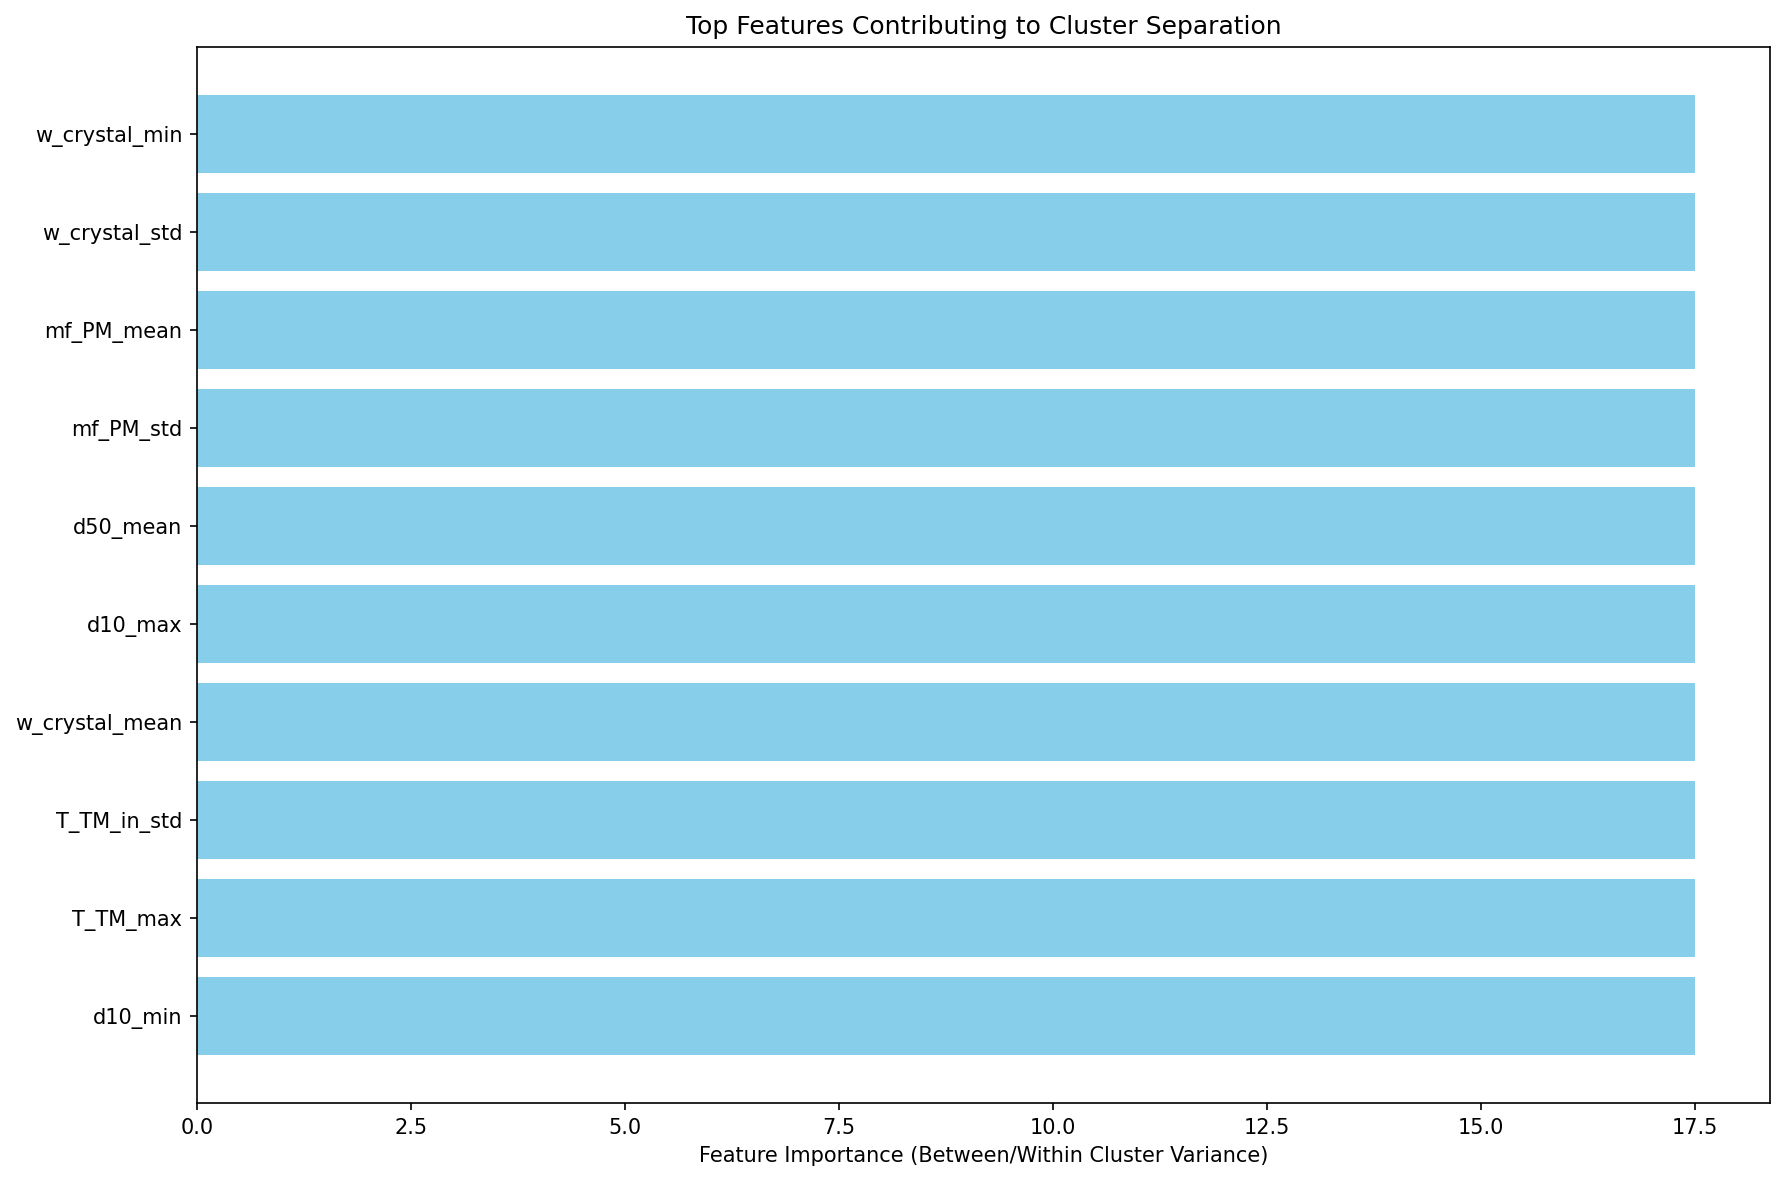 Top Features Contributing to Cluster Separation
w_crystal_min
w_crystal_std
mf_PM_mean
mf_PM_std
d50_mean
d10_max
w_crystal_mean
T_TM_in_std
T_TM_max
d10_min
0.0 2.5 5.0 7.5 10.0 12.5 15.0 17.5
Feature Importance (Between/Within Cluster Variance)